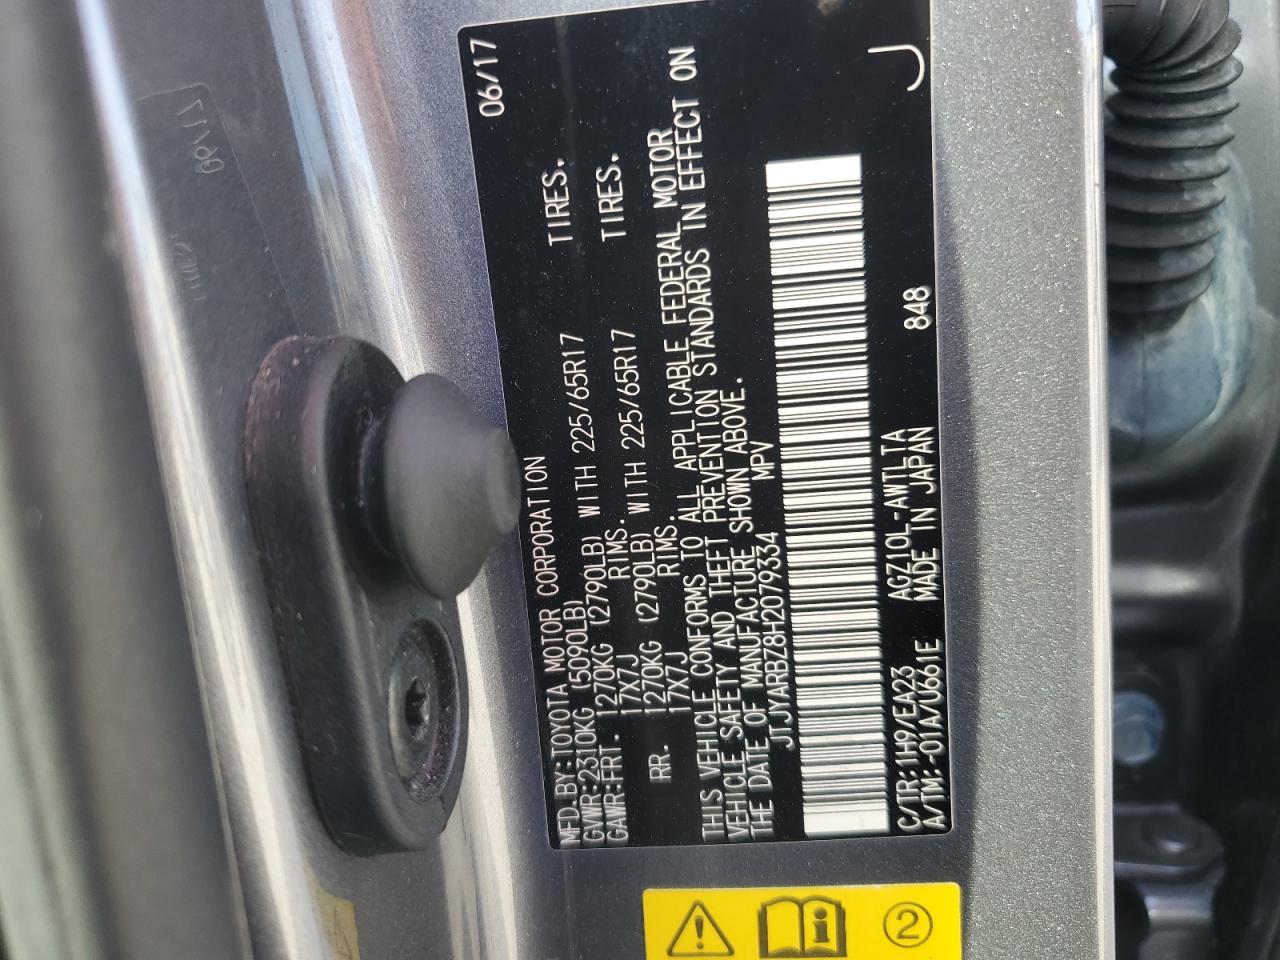 MFD.BY:TOYOTA MOTOR CORPORATION 06/17
GVWR:2310KG (5090LB)
GAWR:FRT. 1270KG (2790LB) WITH 225/65R17 TIRES.
17X7J RIMS.
RR. 1270KG (2790LB) WITH 225/65R17 TIRES.
17X7J RIMS.
THIS VEHICLE CONFORMS TO ALL APPLICABLE FEDERAL MOTOR
VEHICLE SAFETY AND THEFT PREVENTION STANDARDS IN EFFECT ON
THE DATE OF MANUFACTURE SHOWN ABOVE.
JTJYARBZ8H2079334 MPV
C/TR:1H9/EA23 AGZ10L-AWTLTA 848 J
A/TM:-01A/U661E MADE IN JAPAN
i 2